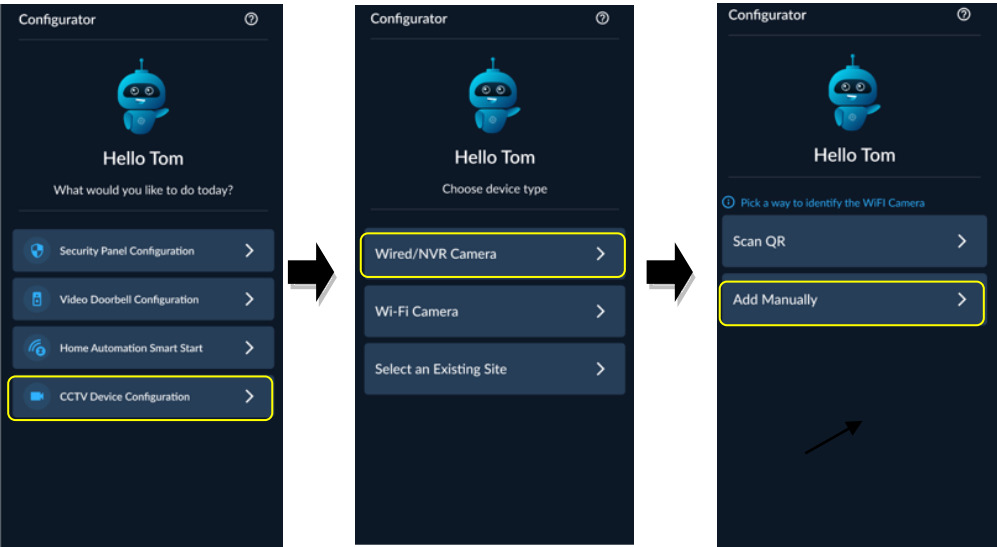 Configurator
Hello Tom
What would you like to do today?
Security Panel Configuration
Video Doorbell Configuration
Home Automation Smart Start
CCTV Device Configuration
Configurator
Hello Tom
Choose device type
Wired/NVR Camera
Wi-Fi Camera
Select an Existing Site
Configurator
Hello Tom
Pick a way to identify the WiFI Camera
Scan QR
Add Manually